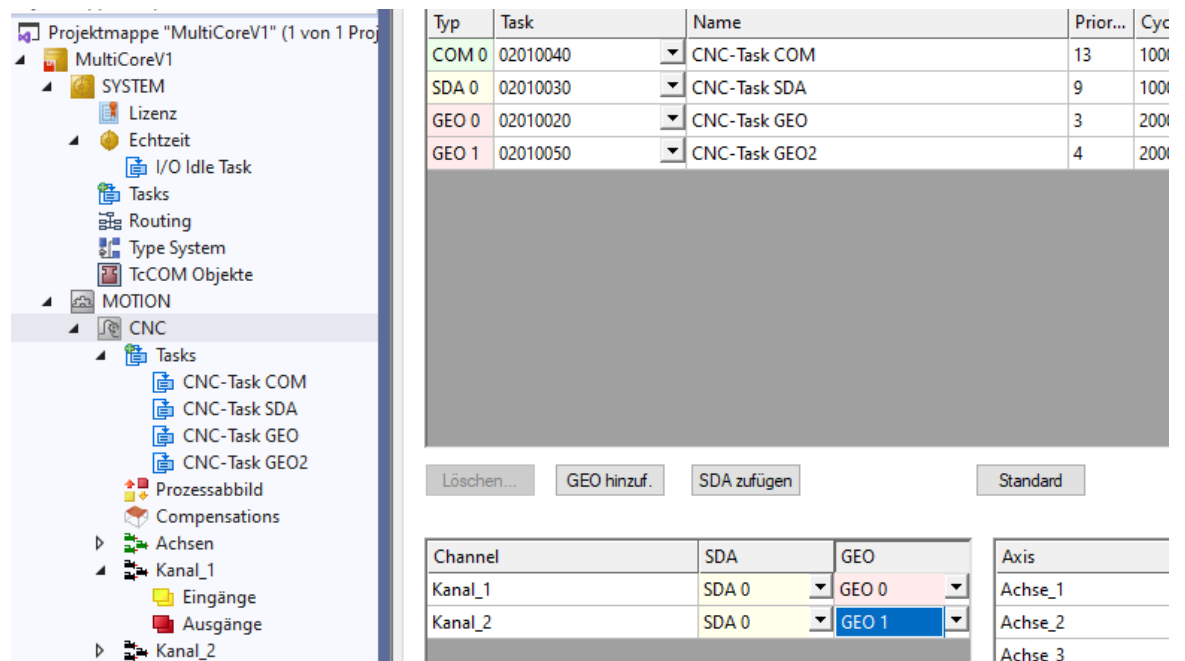 Projektmappe "MultiCoreV1" (1 von 1 Proj
MultiCoreV1
SYSTEM
Lizenz
Echtzeit
I/O Idle Task
Tasks
Routing
Type System
TcCOM Objekte
MOTION
CNC
Tasks
CNC-Task COM
CNC-Task SDA
CNC-Task GEO
CNC-Task GEO2
Prozessabbild
Compensations
Achsen
Kanal_1
Eingänge
Ausgänge
Kanal_2
Typ Task Name Prior... Cyc
COM 0 02010040 CNC-Task COM 13 1000
SDA 0 02010030 CNC-Task SDA 9 1000
GEO 0 02010020 CNC-Task GEO 3 2000
GEO 1 02010050 CNC-Task GEO2 4 2000
Löschen... GEO hinzuf. SDA zufügen Standard
Channel SDA GEO Axis
Kanal_1 SDA 0 GEO 0 Achse_1
Kanal_2 SDA 0 GEO 1 Achse_2
Achse_3